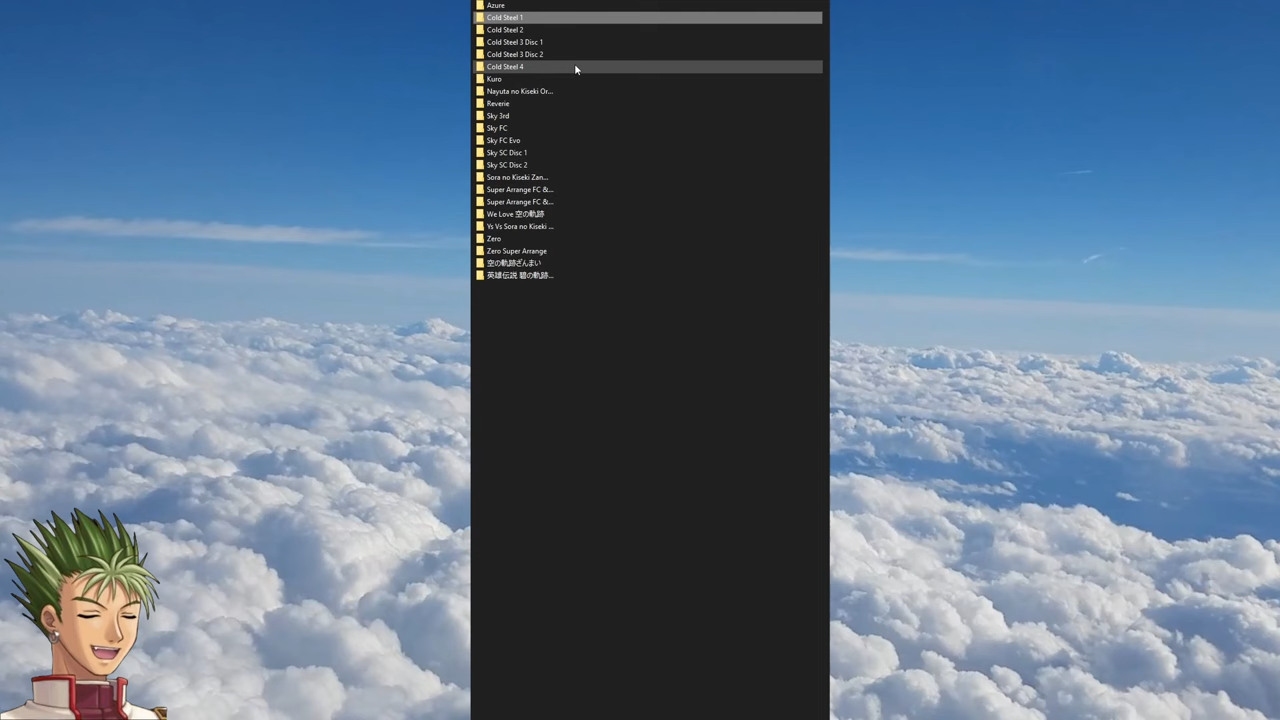 Azure
Cold Steel 1
Cold Steel 2
Cold Steel 3 Disc 1
Cold Steel 3 Disc 2
Cold Steel 4
Kuro
Nayuta no Kiseki Or...
Reverie
Sky 3rd
Sky FC
Sky FC Evo
Sky SC Disc 1
Sky SC Disc 2
Sora no Kiseki Zan...
Super Arrange FC &...
Super Arrange FC &...
We Love 空の軌跡
Ys Vs Sora no Kiseki ...
Zero
Zero Super Arrange
空の軌跡ざんまい
英雄伝説 碧の軌跡...